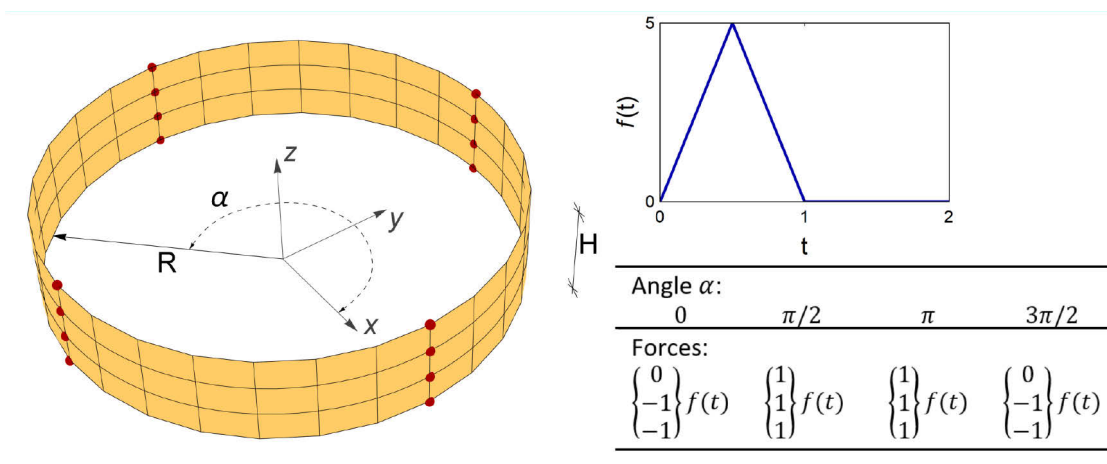 z
α
y
R
x
H
5
f(t)
0
0 1 2
t
Angle α:
0 π/2 π 3π/2
Forces:
{0 −1 −1} f(t) {1 1 1} f(t) {1 1 1} f(t) {0 −1 −1} f(t)